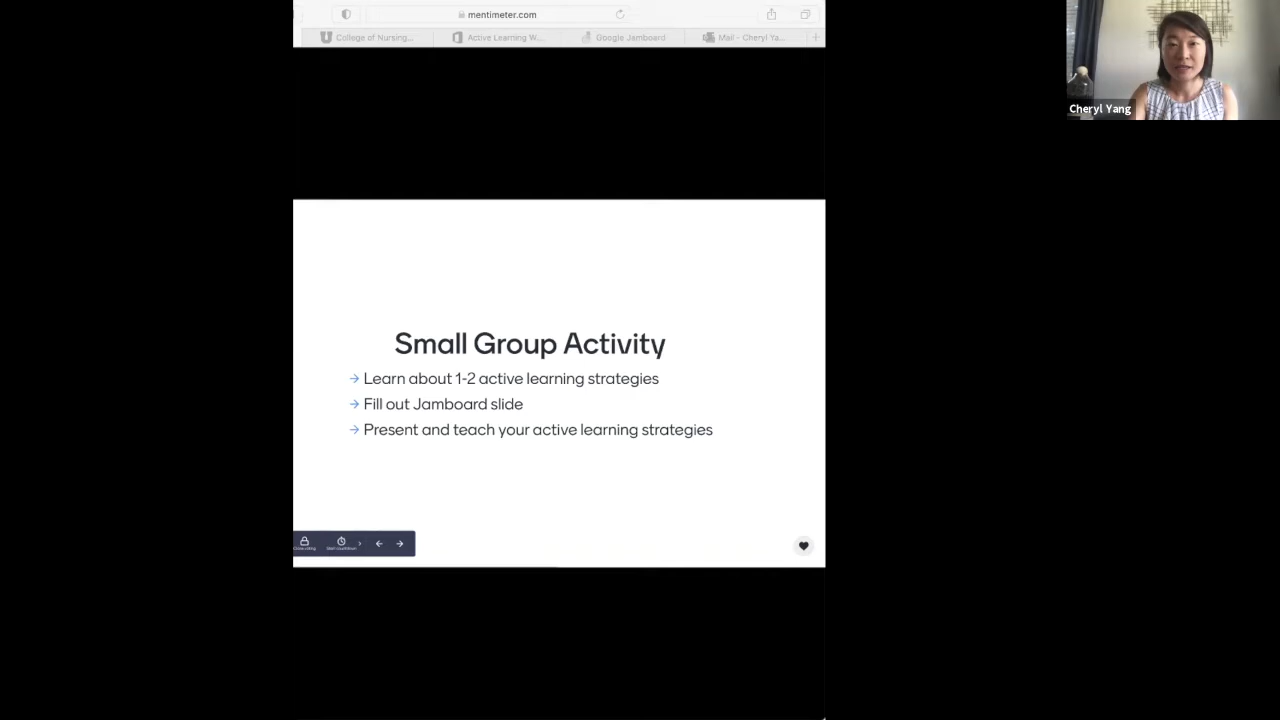 mentimeter.com
College of Nursing...
Active Learning W...
Google Jamboard
Mail - Cheryl Ya...
Cheryl Yang
Small Group Activity
→ Learn about 1-2 active learning strategies
→ Fill out Jamboard slide
→ Present and teach your active learning strategies